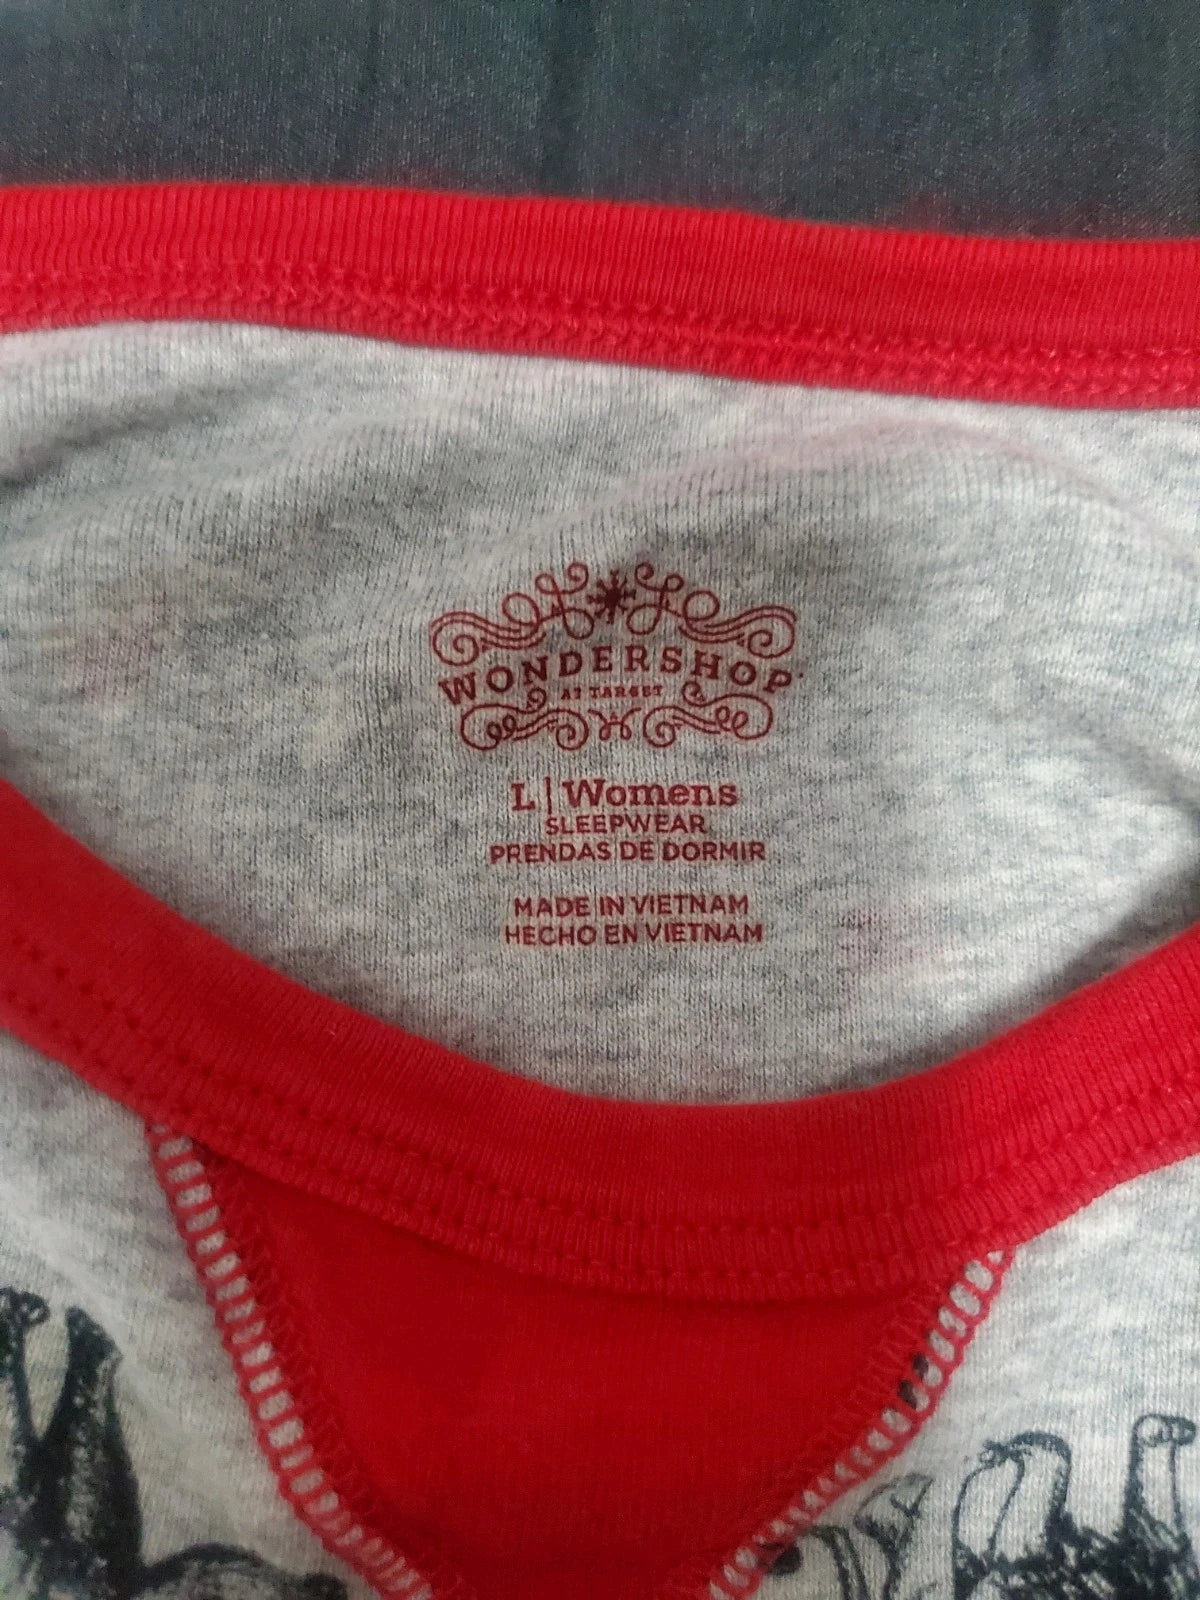 WONDERSHOP
AT TARGET
L | Womens
SLEEPWEAR
PRENDAS DE DORMIR
MADE IN VIETNAM
HECHO EN VIETNAM